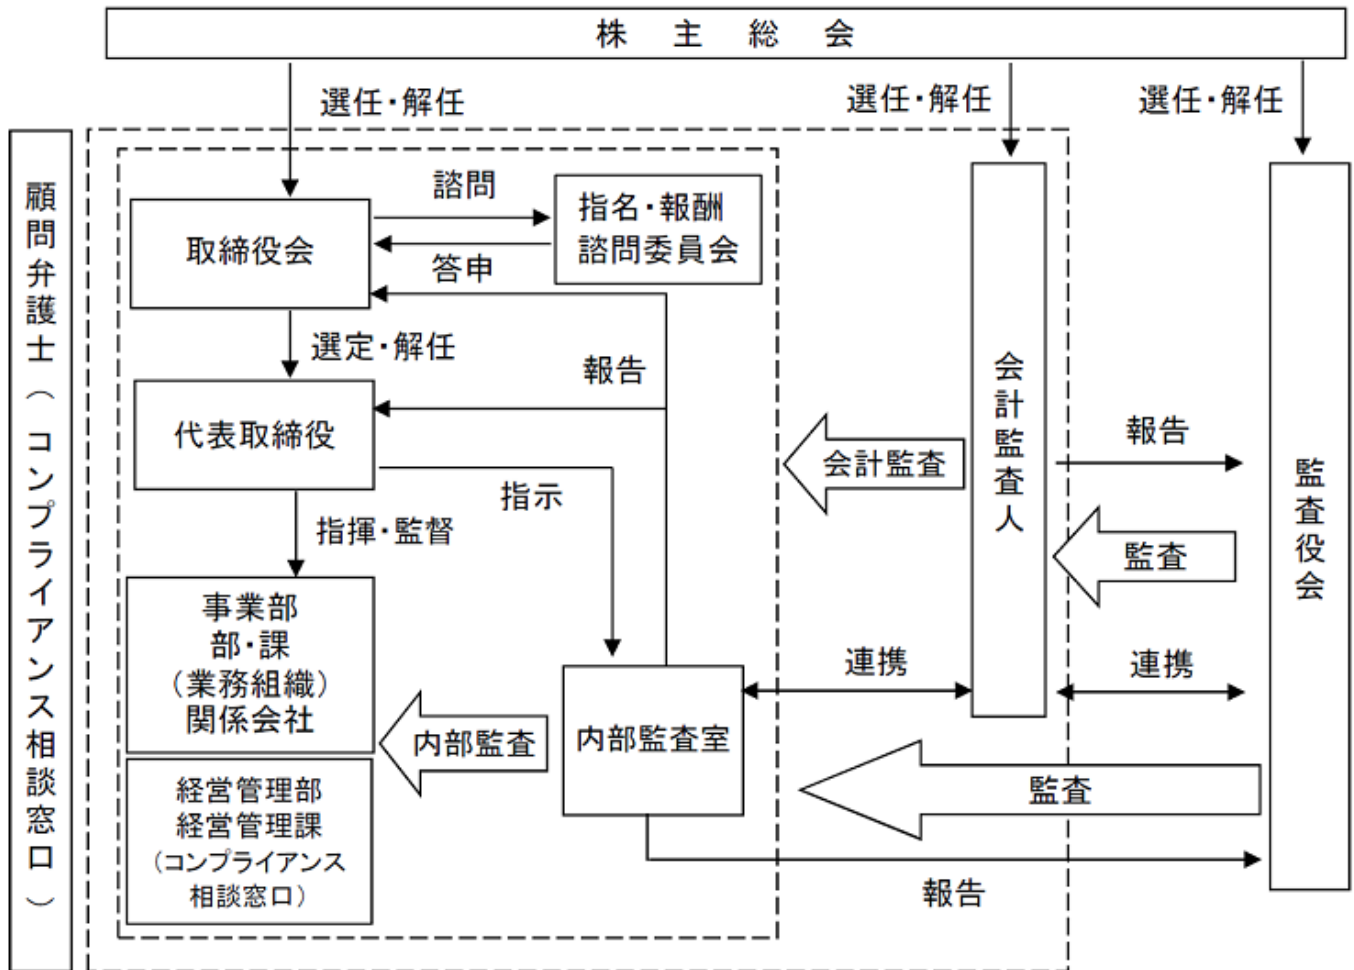 株主総会
選任・解任
選任・解任
選任・解任
顧問弁護士（コンプライアンス相談窓口）
取締役会
諮問
答申
指名・報酬
諮問委員会
選定・解任
報告
代表取締役
指示
指揮・監督
事業部
部・課
（業務組織）
関係会社
経営管理部
経営管理課
（コンプライアンス
相談窓口）
内部監査
内部監査室
会計監査
会計監査人
連携
報告
監査
連携
監査
報告
監査役会